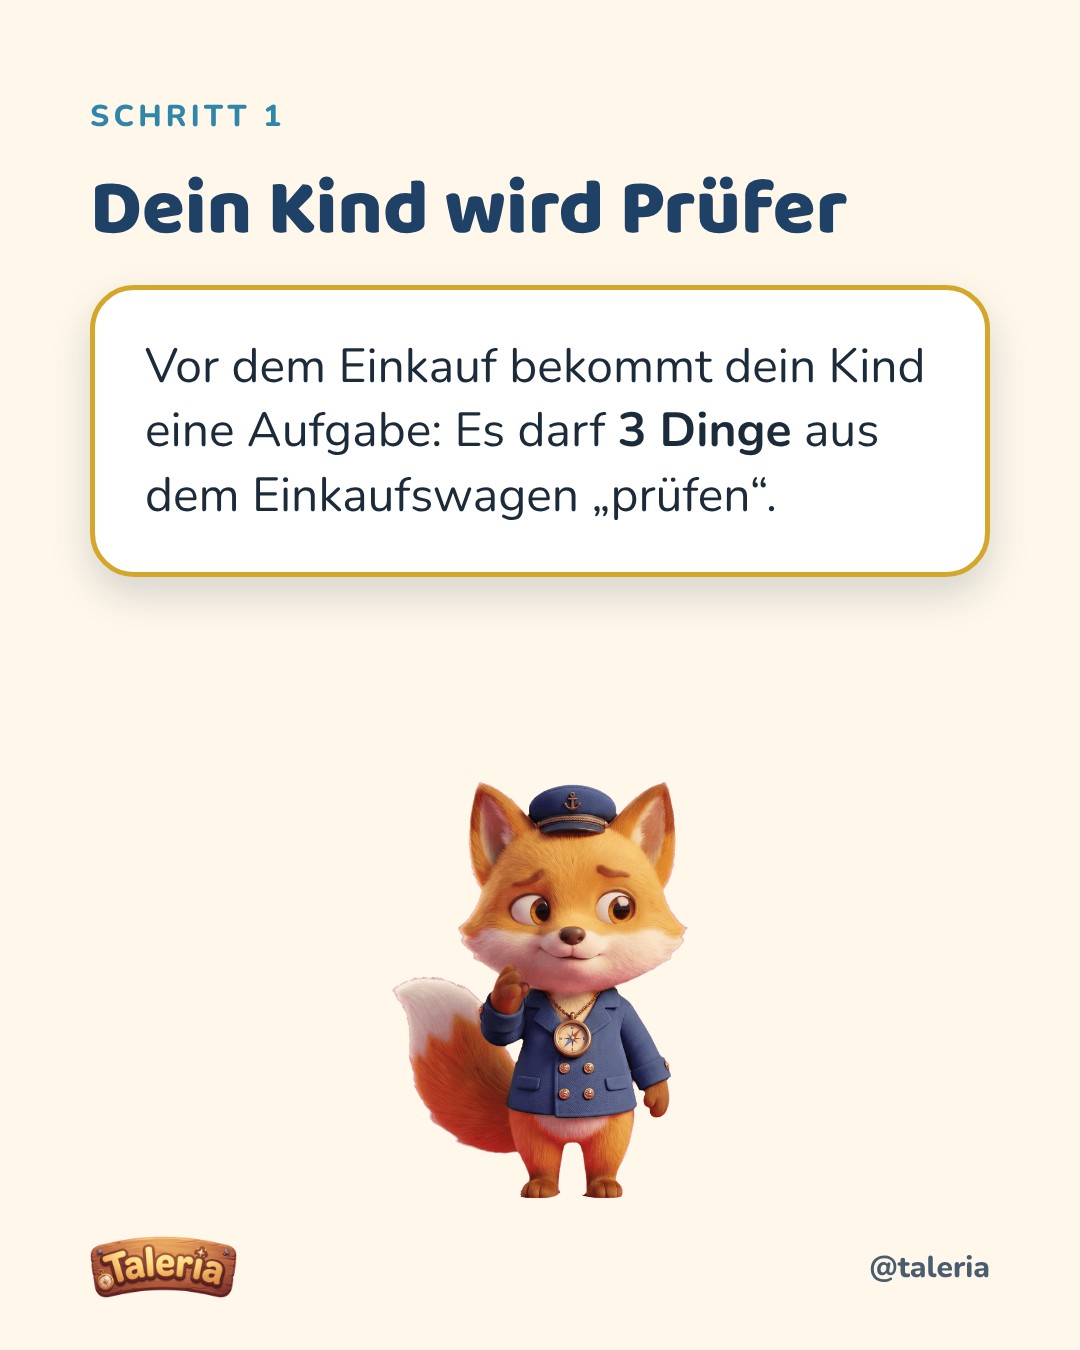 SCHRITT 1
Dein Kind wird Prüfer
Vor dem Einkauf bekommt dein Kind
eine Aufgabe: Es darf 3 Dinge aus
dem Einkaufswagen „prüfen“.
Taleria
@taleria